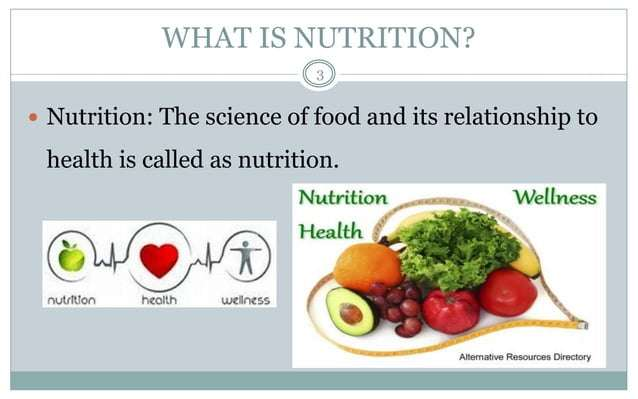 WHAT IS NUTRITION?
3
Nutrition: The science of food and its relationship to
health is called as nutrition.
nutrition health wellness
Nutrition Wellness
Health
Alternative Resources Directory